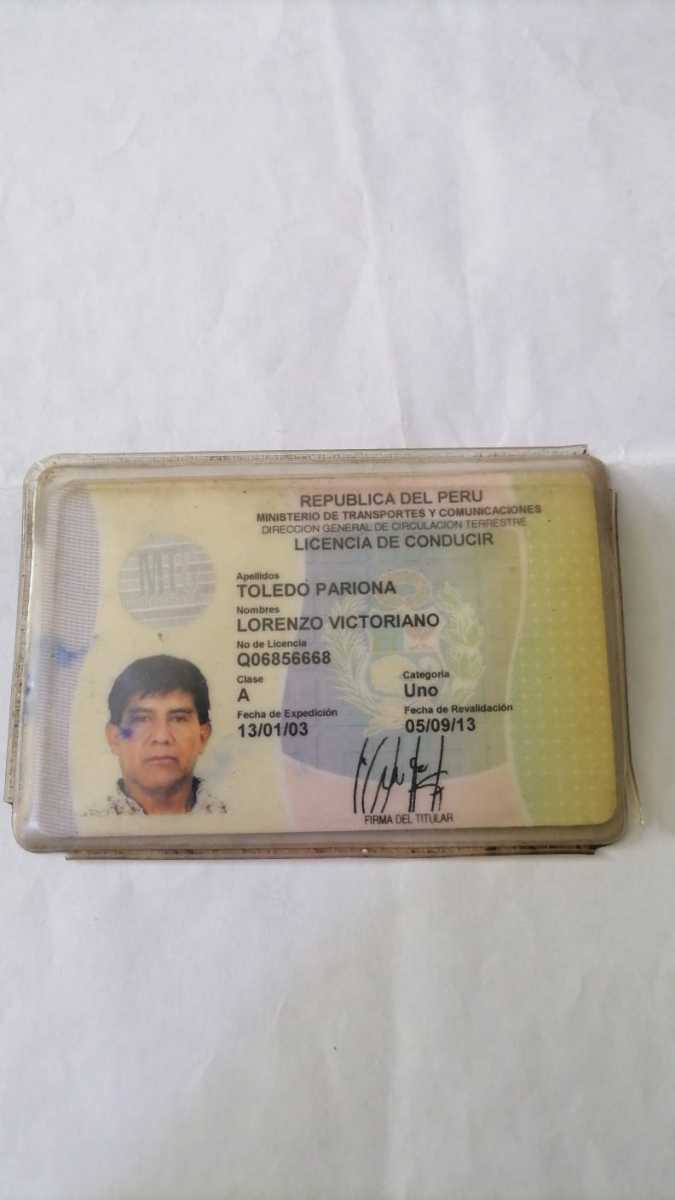 REPUBLICA DEL PERU
MINISTERIO DE TRANSPORTES Y COMUNICACIONES
DIRECCION GENERAL DE CIRCULACION TERRESTRE
LICENCIA DE CONDUCIR
MTC
Apellidos
TOLEDO PARIONA
Nombres
LORENZO VICTORIANO
No de Licencia
Q06856668
Clase Categoria
A Uno
Fecha de Expedición Fecha de Revalidación
13/01/03 05/09/13
FIRMA DEL TITULAR